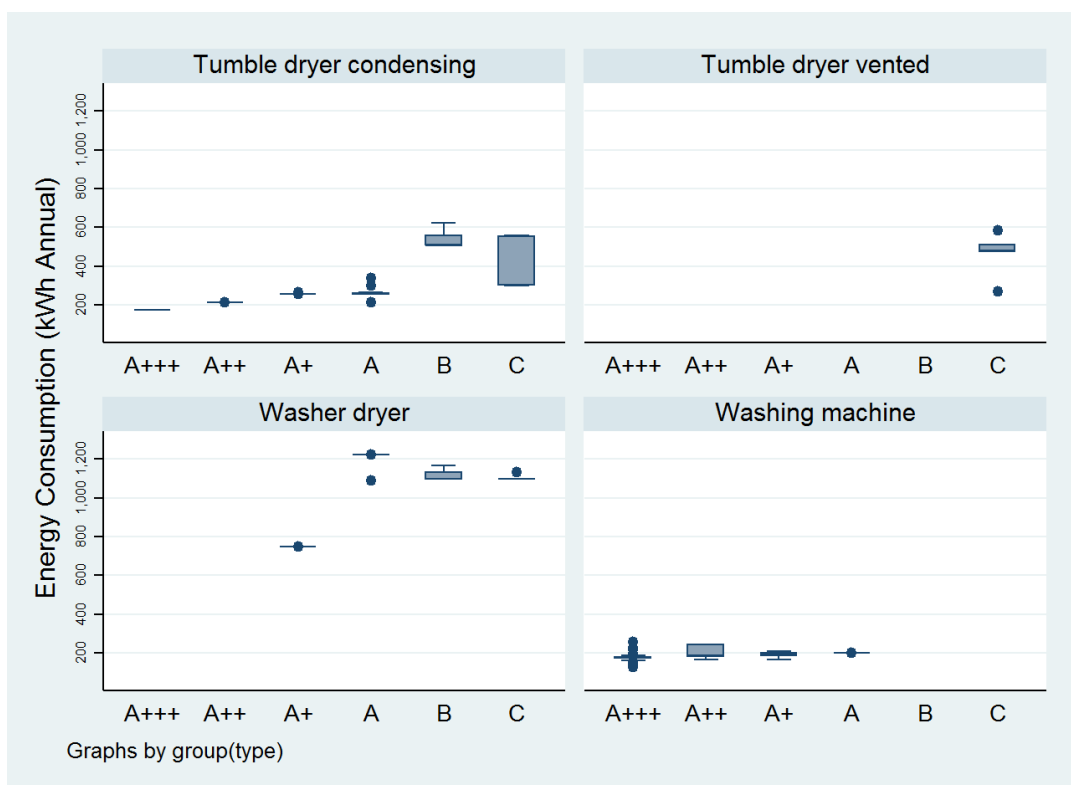 Tumble dryer condensing
Tumble dryer vented
Energy Consumption (kWh Annual)
1,200
1,000
800
600
400
200
A+++ A++ A+ A B C
A+++ A++ A+ A B C
Washer dryer
Washing machine
1,200
1,000
800
600
400
200
A+++ A++ A+ A B C
A+++ A++ A+ A B C
Graphs by group(type)